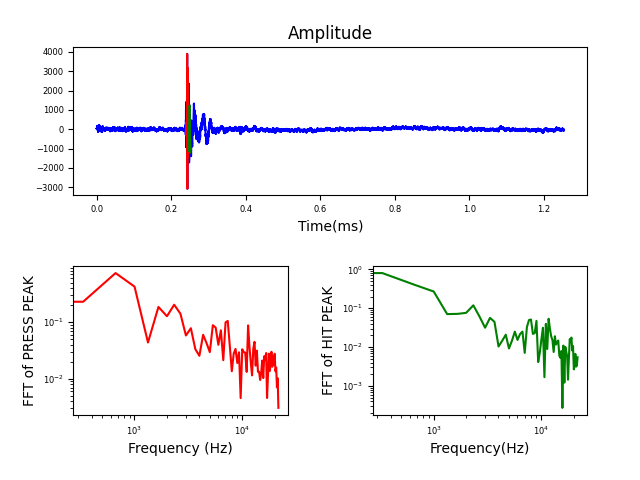 Amplitude
4000
3000
2000
1000
0
−1000
−2000
−3000
0.0 0.2 0.4 0.6 0.8 1.0 1.2
Time(ms)
FFT of PRESS PEAK
10⁻¹
10⁻²
10³ 10⁴
Frequency (Hz)
FFT of HIT PEAK
10⁰
10⁻¹
10⁻²
10⁻³
10³ 10⁴
Frequency(Hz)